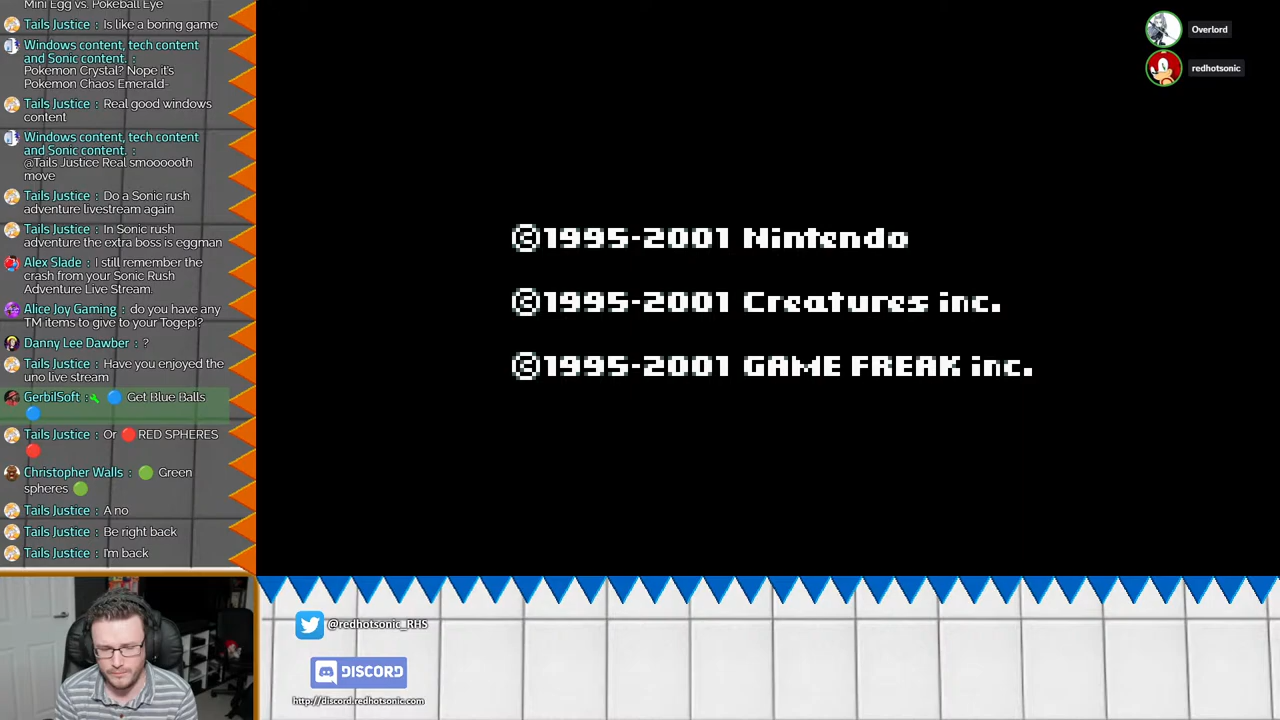 Mini Egg vs. Pokeball Eye
Tails Justice : Is like a boring game
Windows content, tech content
and Sonic content. :
Pokemon Crystal? Nope it's
Pokemon Chaos Emerald-
Tails Justice : Real good windows
content
Windows content, tech content
and Sonic content. :
@Tails Justice Real smoooooth
move
Tails Justice : Do a Sonic rush
adventure livestream again
Tails Justice : In Sonic rush
adventure the extra boss is eggman
Alex Slade : I still remember the
crash from your Sonic Rush
Adventure Live Stream.
Alice Joy Gaming : do you have any
TM items to give to your Togepi?
Danny Lee Dawber : ?
Tails Justice : Have you enjoyed the
uno live stream
GerbilSoft : Get Blue Balls
Tails Justice : Or RED SPHERES
Christopher Walls : Green
spheres
Tails Justice : A no
Tails Justice : Be right back
Tails Justice : I'm back
©1995-2001 Nintendo
©1995-2001 Creatures inc.
©1995-2001 GAME FREAK inc.
Overlord
redhotsonic
@redhotsonic_RHS
DISCORD
http://discord.redhotsonic.com